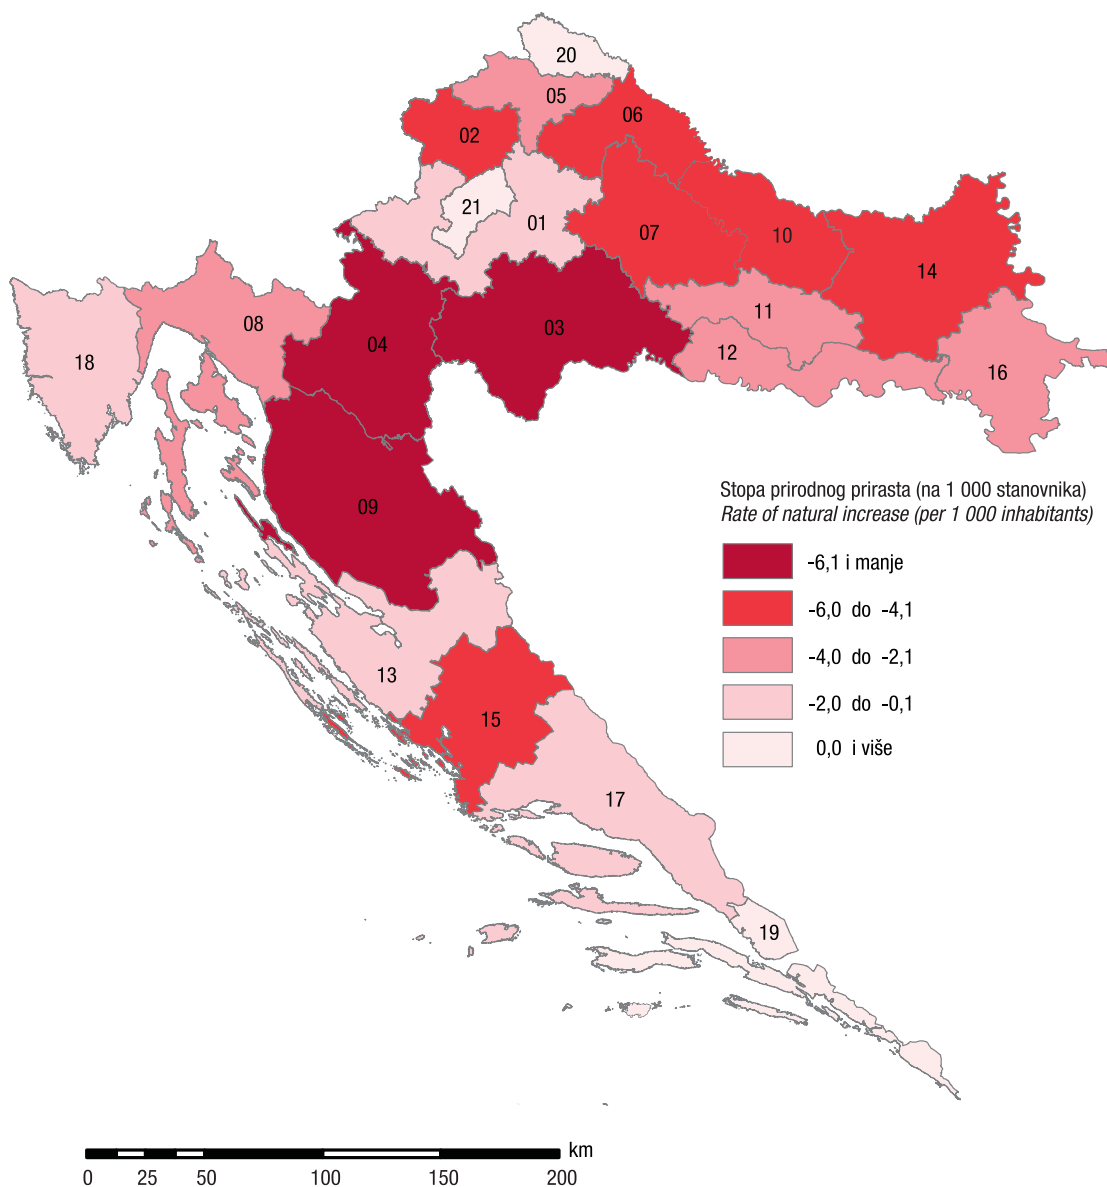 20
05
06
02
21
01
07
10
14
08
04
03
11
12
18
16
09
13
15
17
19
Stopa prirodnog prirasta (na 1 000 stanovnika)
Rate of natural increase (per 1 000 inhabitants)
-6,1 i manje
-6,0 do -4,1
-4,0 do -2,1
-2,0 do -0,1
0,0 i više
km
0 25 50 100 150 200